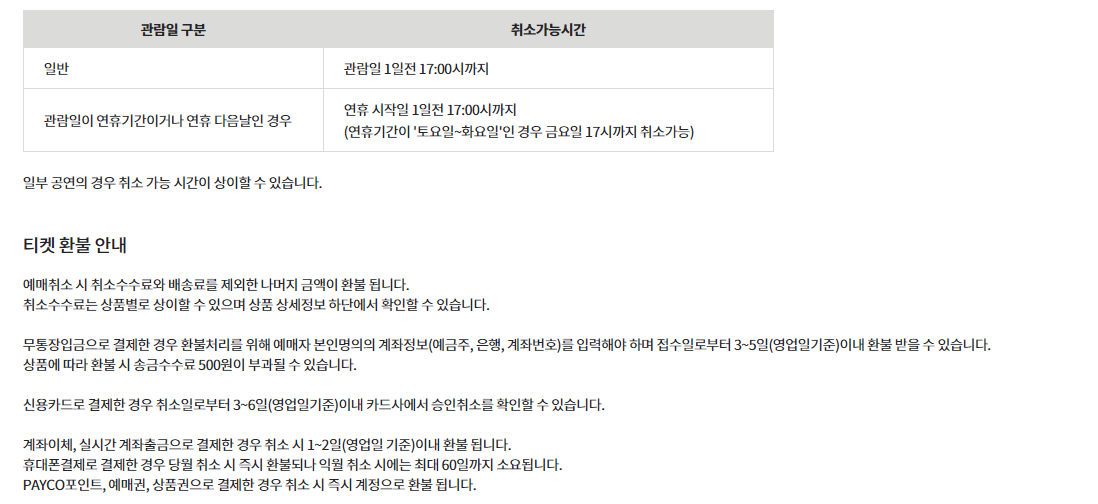 관람일 구분 취소가능시간
일반 관람일 1일전 17:00시까지
관람일이 연휴기간이거나 연휴 다음날인 경우 연휴 시작일 1일전 17:00시까지
(연휴기간이 '토요일~화요일'인 경우 금요일 17시까지 취소가능)
일부 공연의 경우 취소 가능 시간이 상이할 수 있습니다.
티켓 환불 안내
예매취소 시 취소수수료와 배송료를 제외한 나머지 금액이 환불 됩니다.
취소수수료는 상품별로 상이할 수 있으며 상품 상세정보 하단에서 확인할 수 있습니다.
무통장입금으로 결제한 경우 환불처리를 위해 예매자 본인명의의 계좌정보(예금주, 은행, 계좌번호)를 입력해야 하며 접수일로부터 3~5일(영업일기준)이내 환불 받을 수 있습니다.
상품에 따라 환불 시 송금수수료 500원이 부과될 수 있습니다.
신용카드로 결제한 경우 취소일로부터 3~6일(영업일기준)이내 카드사에서 승인취소를 확인할 수 있습니다.
계좌이체, 실시간 계좌출금으로 결제한 경우 취소 시 1~2일(영업일 기준)이내 환불 됩니다.
휴대폰결제로 결제한 경우 당월 취소 시 즉시 환불되나 익월 취소 시에는 최대 60일까지 소요됩니다.
PAYCO포인트, 예매권, 상품권으로 결제한 경우 취소 시 즉시 계정으로 환불 됩니다.